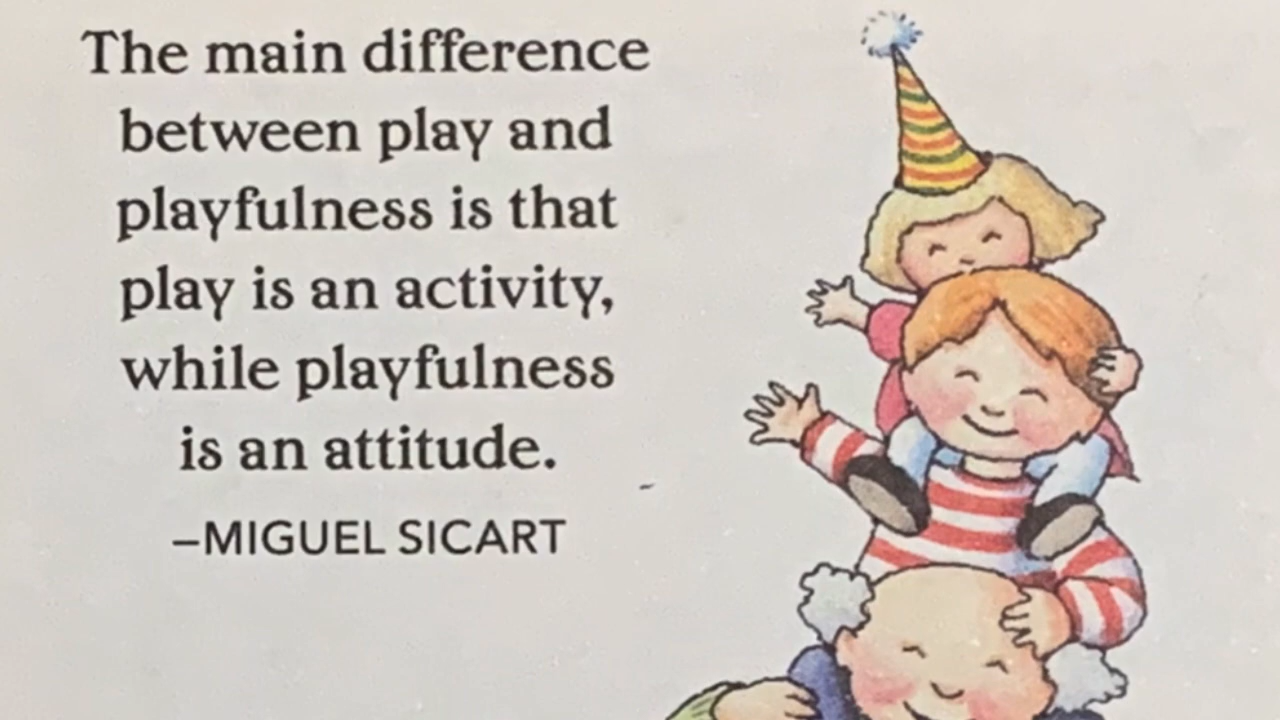 The main difference
between play and
playfulness is that
play is an activity,
while playfulness
is an attitude.
–MIGUEL SICART